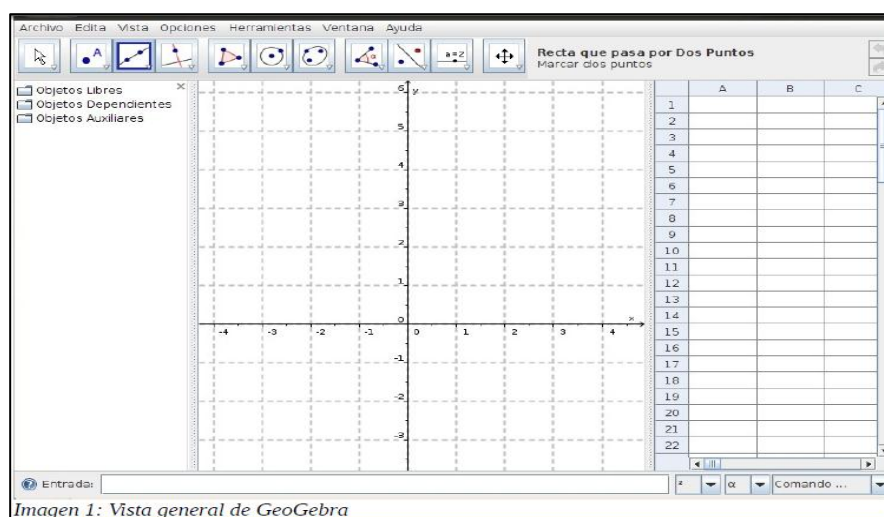 Archivo Edita Vista Opciones Herramientas Ventana Ayuda
A
a=2
Recta que pasa por Dos Puntos
Marcar dos puntos
Objetos Libres
Objetos Dependientes
Objetos Auxiliares
6 y
5
4
3
2
1
0
-4 -3 -2 -1 0 1 2 3 4 x
-1
-2
-3
A B C
1
2
3
4
5
6
7
8
9
10
11
12
13
14
15
16
17
18
19
20
21
22
Entrada: ² α Comando ...
Imagen 1: Vista general de GeoGebra